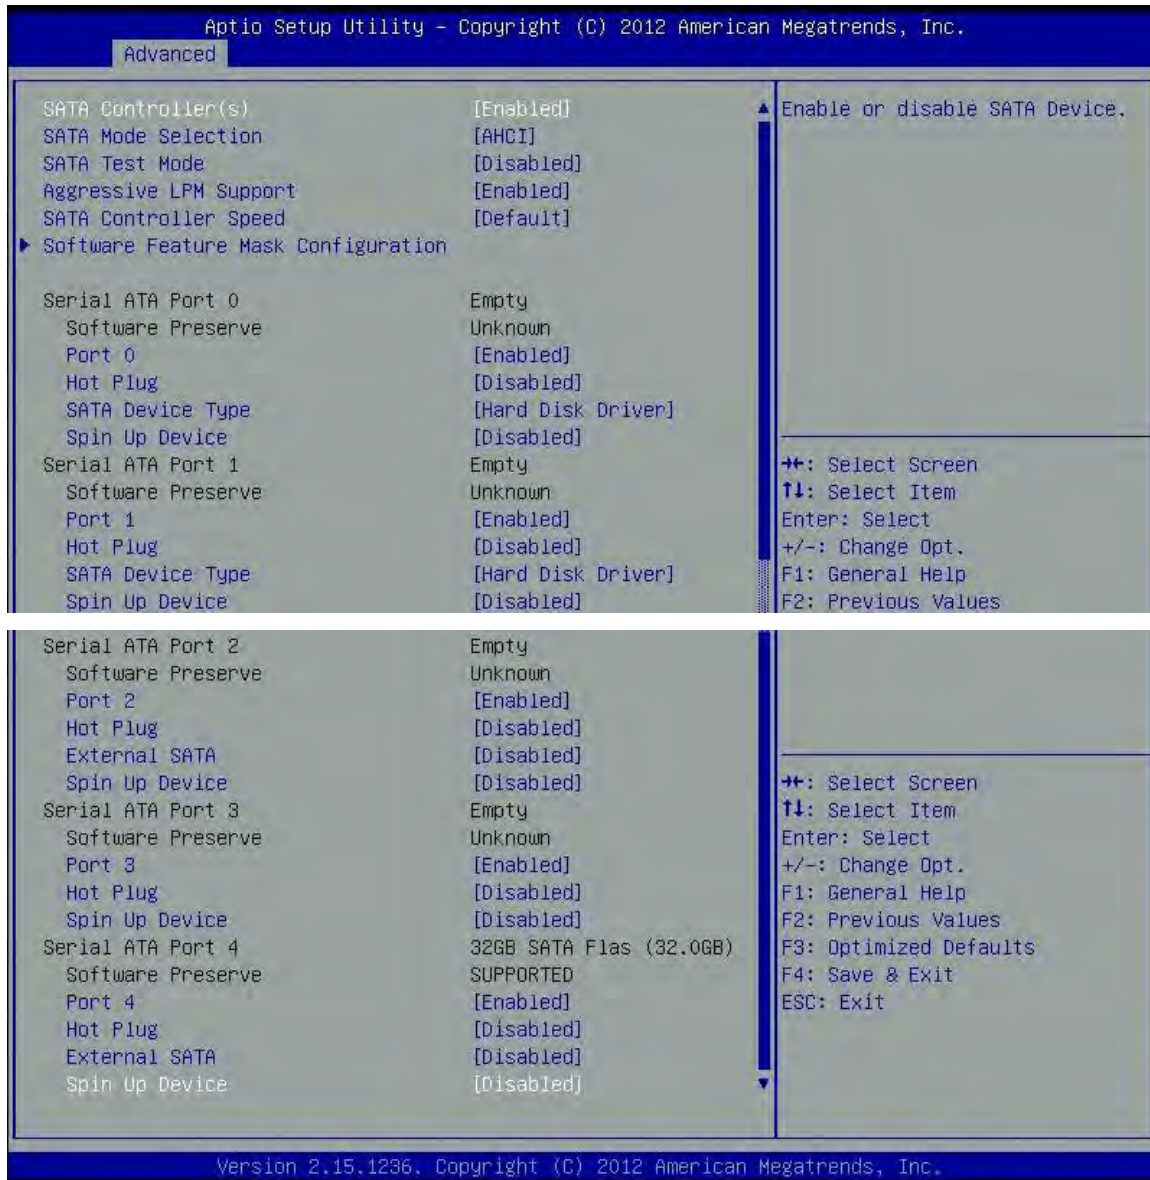 Aptio Setup Utility – Copyright (C) 2012 American Megatrends, Inc.
Advanced
SATA Controller(s) [Enabled]
SATA Mode Selection [AHCI]
SATA Test Mode [Disabled]
Aggressive LPM Support [Enabled]
SATA Controller Speed [Default]
Software Feature Mask Configuration
Serial ATA Port 0 Empty
Software Preserve Unknown
Port 0 [Enabled]
Hot Plug [Disabled]
SATA Device Type [Hard Disk Driver]
Spin Up Device [Disabled]
Serial ATA Port 1 Empty
Software Preserve Unknown
Port 1 [Enabled]
Hot Plug [Disabled]
SATA Device Type [Hard Disk Driver]
Spin Up Device [Disabled]
Enable or disable SATA Device.
→←: Select Screen
↑↓: Select Item
Enter: Select
+/-: Change Opt.
F1: General Help
F2: Previous Values
Serial ATA Port 2 Empty
Software Preserve Unknown
Port 2 [Enabled]
Hot Plug [Disabled]
External SATA [Disabled]
Spin Up Device [Disabled]
Serial ATA Port 3 Empty
Software Preserve Unknown
Port 3 [Enabled]
Hot Plug [Disabled]
Spin Up Device [Disabled]
Serial ATA Port 4 32GB SATA Flas (32.0GB)
Software Preserve SUPPORTED
Port 4 [Enabled]
Hot Plug [Disabled]
External SATA [Disabled]
Spin Up Device [Disabled]
→←: Select Screen
↑↓: Select Item
Enter: Select
+/-: Change Opt.
F1: General Help
F2: Previous Values
F3: Optimized Defaults
F4: Save & Exit
ESC: Exit
Version 2.15.1236. Copyright (C) 2012 American Megatrends, Inc.